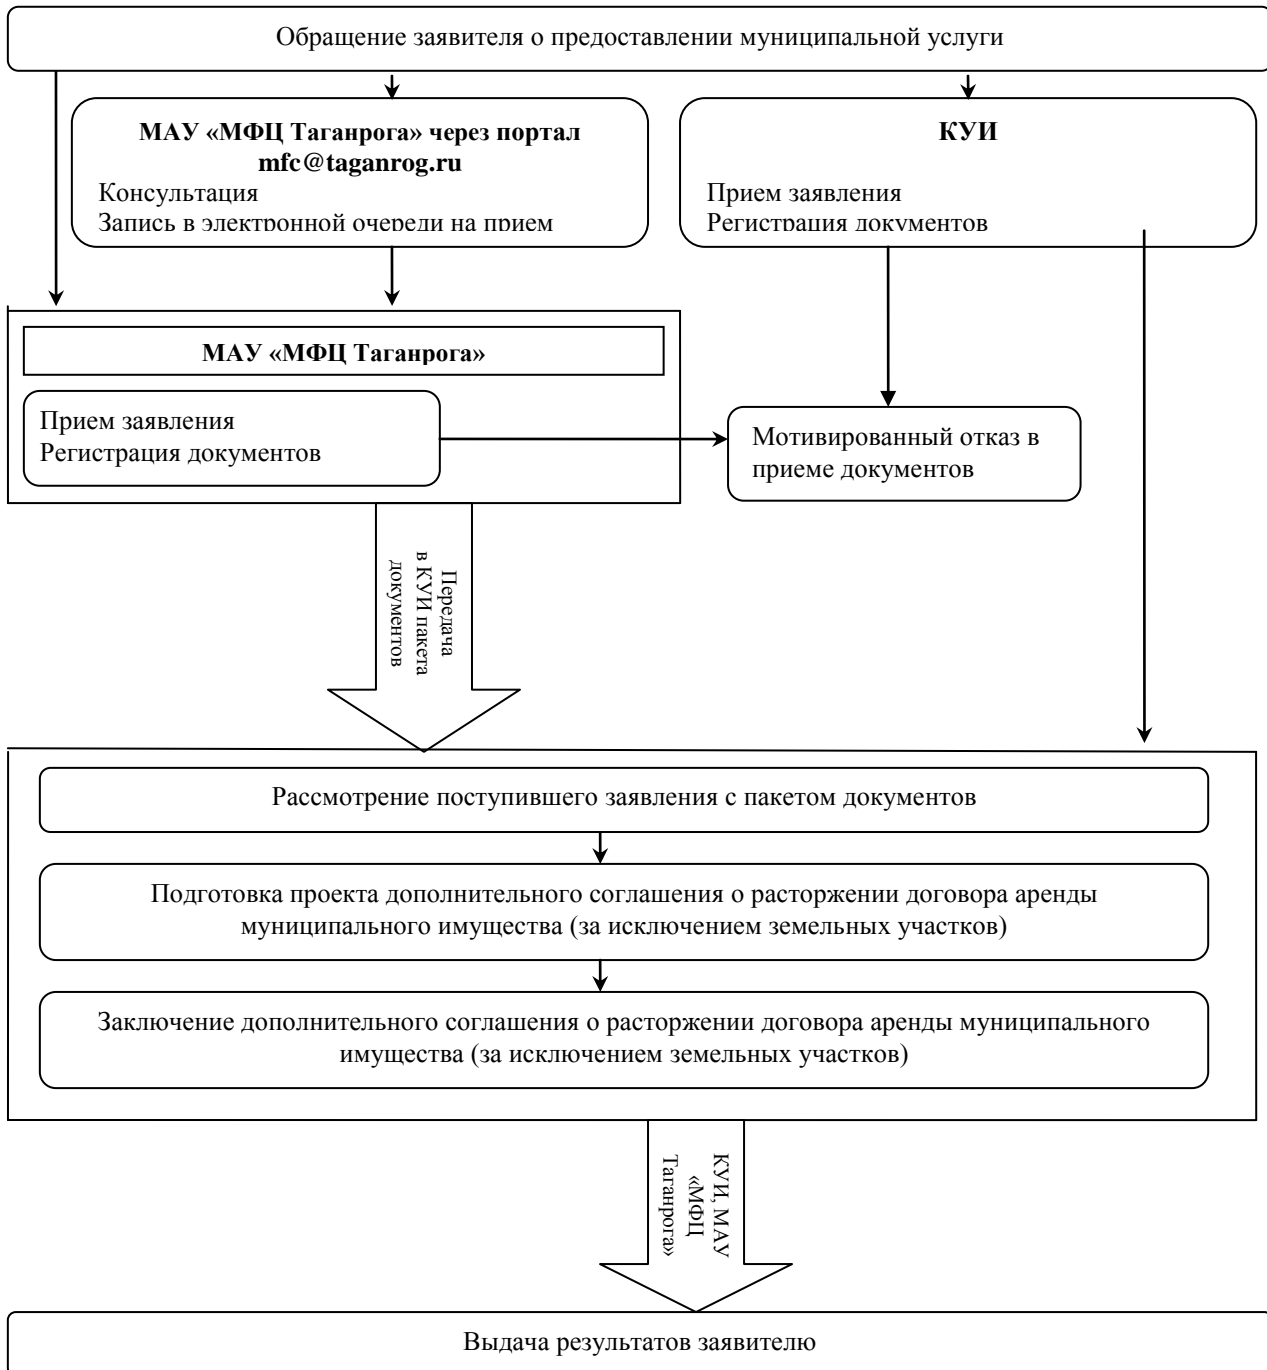 Обращение заявителя о предоставлении муниципальной услуги
МАУ «МФЦ Таганрога» через портал
mfc@taganrog.ru
Консультация
Запись в электронной очереди на прием
КУИ
Прием заявления
Регистрация документов
МАУ «МФЦ Таганрога»
Прием заявления
Регистрация документов
Мотивированный отказ в
приеме документов
Передача
в КУИ пакета
документов
Рассмотрение поступившего заявления с пакетом документов
Подготовка проекта дополнительного соглашения о расторжении договора аренды
муниципального имущества (за исключением земельных участков)
Заключение дополнительного соглашения о расторжении договора аренды муниципального
имущества (за исключением земельных участков)
КУИ, МАУ
«МФЦ
Таганрога»
Выдача результатов заявителю